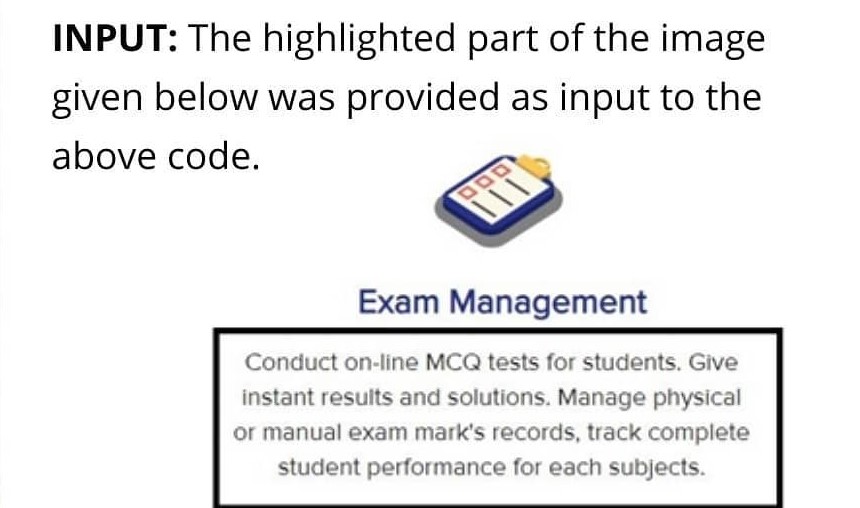 INPUT: The highlighted part of the image
given below was provided as input to the
above code.
Exam Management
Conduct on-line MCQ tests for students. Give
instant results and solutions. Manage physical
or manual exam mark's records, track complete
student performance for each subjects.